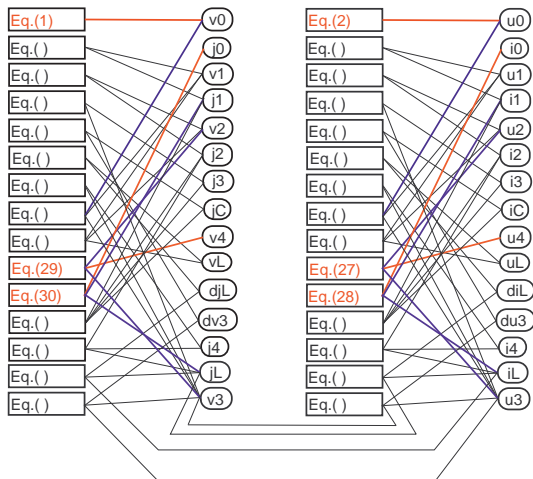 Eq.(1) v0 Eq.(2) u0
Eq.( ) j0 Eq.( ) i0
Eq.( ) v1 Eq.( ) u1
Eq.( ) j1 Eq.( ) i1
Eq.( ) v2 Eq.( ) u2
Eq.( ) j2 Eq.( ) i2
Eq.( ) j3 Eq.( ) i3
Eq.( ) jC Eq.( ) iC
Eq.( ) v4 Eq.( ) u4
Eq.(29) vL Eq.(27) uL
Eq.(30) djL Eq.(28) diL
Eq.( ) dv3 Eq.( ) du3
Eq.( ) j4 Eq.( ) i4
Eq.( ) jL Eq.( ) iL
Eq.( ) v3 Eq.( ) u3